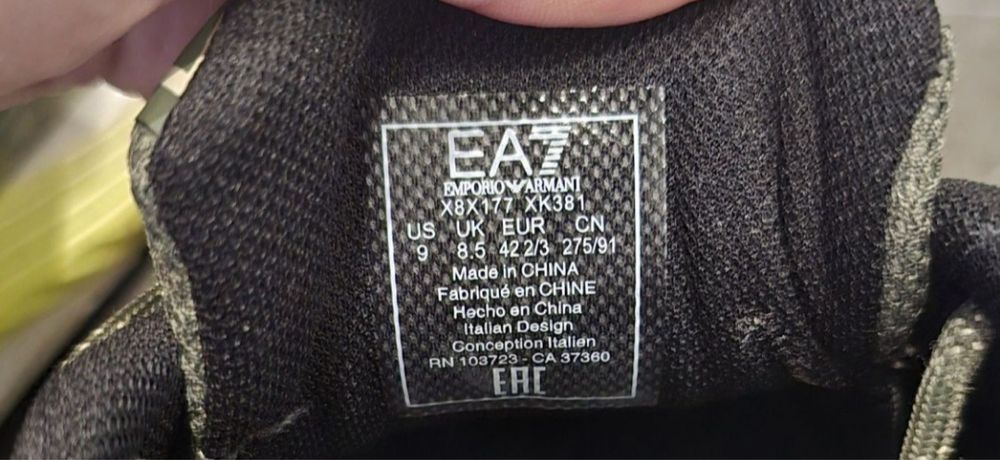 EA7
EMPORIO ARMANI
X8X177 XK381
US UK EUR CN
9 8.5 42 2/3 275/91
Made in CHINA
Fabriqué en CHINE
Hecho en China
Italian Design
Conception Italien
RN 103723 - CA 37360
EAC